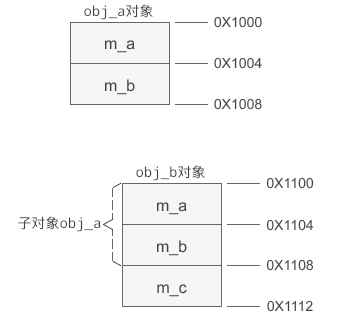 obj_a对象
0X1000
m_a
0X1004
m_b
0X1008
obj_b对象
0X1100
m_a
子对象obj_a
0X1104
m_b
0X1108
m_c
0X1112